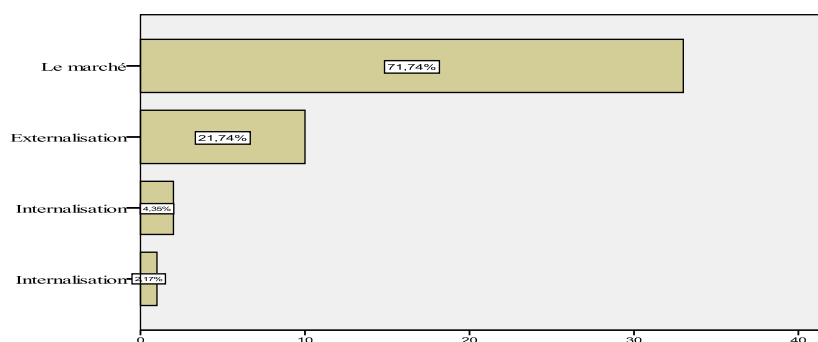 Le marché
71,74%
Externalisation
21,74%
Internalisation
4,35%
Internalisation
2,17%
0 10 20 30 40